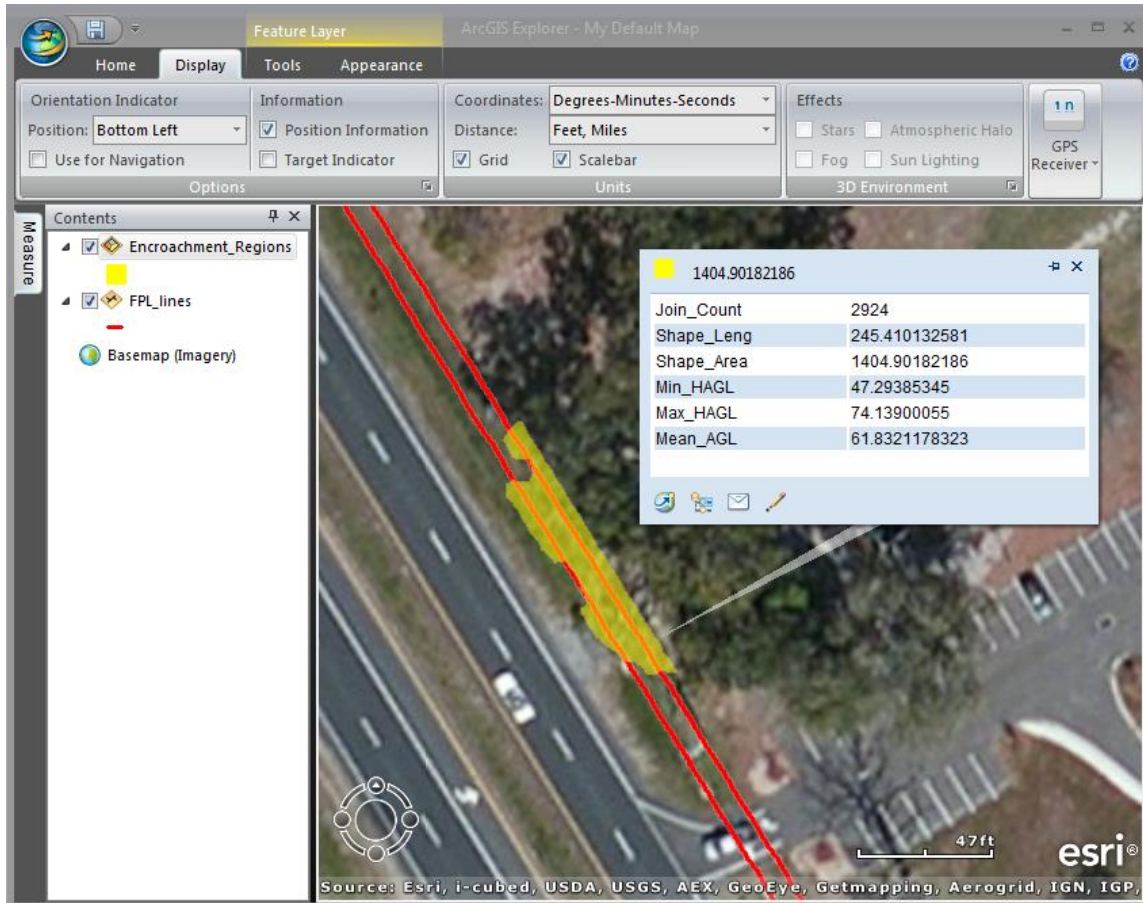 Feature Layer
ArcGIS Explorer - My Default Map
Home
Display
Tools
Appearance
Orientation Indicator
Position: Bottom Left
Use for Navigation
Options
Information
Position Information
Target Indicator
Coordinates: Degrees-Minutes-Seconds
Distance: Feet, Miles
Grid
Scalebar
Units
Effects
Stars
Atmospheric Halo
Fog
Sun Lighting
3D Environment
GPS
Receiver
Measure
Contents
Encroachment_Regions
FPL_lines
Basemap (Imagery)
1404.90182186
Join_Count 2924
Shape_Leng 245.410132581
Shape_Area 1404.90182186
Min_HAGL 47.29385345
Max_HAGL 74.13900055
Mean_AGL 61.8321178323
47ft
esri
Source: Esri, i-cubed, USDA, USGS, AEX, GeoEye, Getmapping, Aerogrid, IGN, IGP,